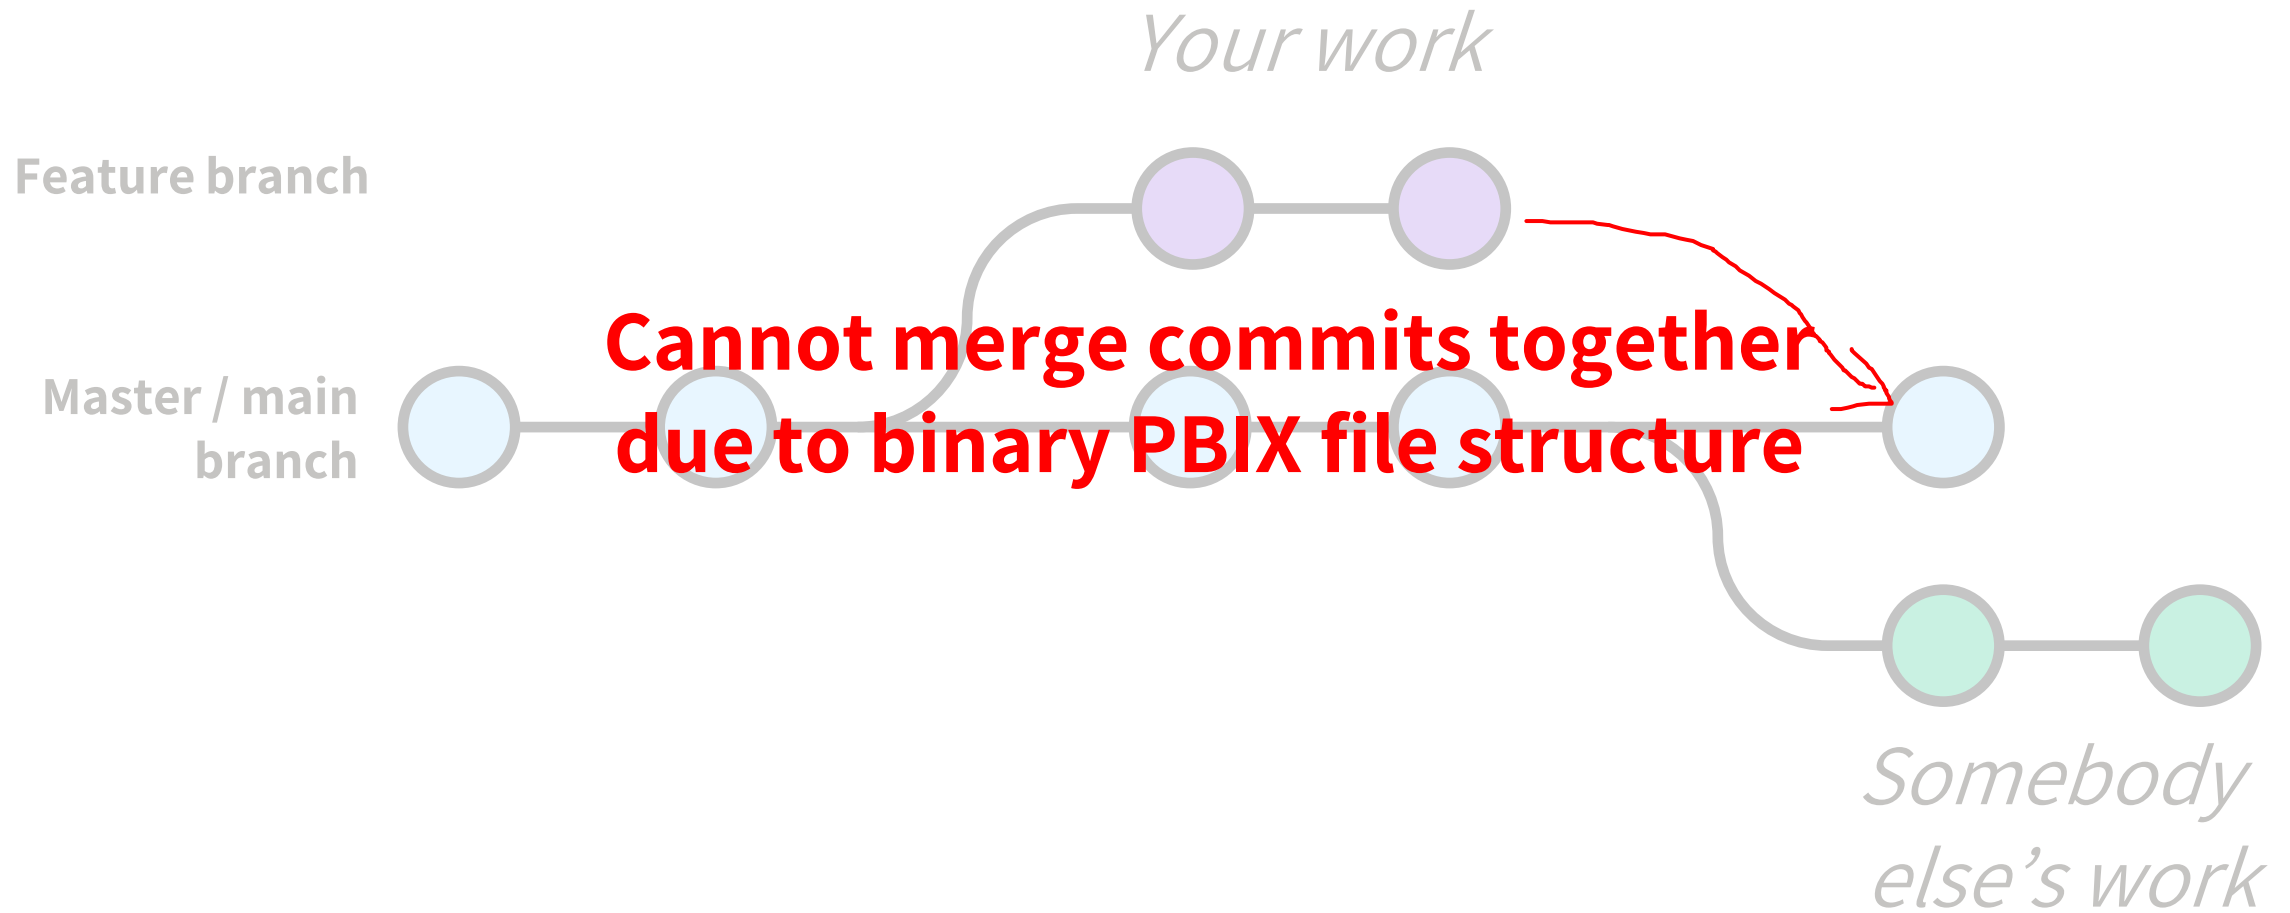 Your work
Feature branch
Cannot merge commits together
due to binary PBIX file structure
Master / main
branch
Somebody
else’s work